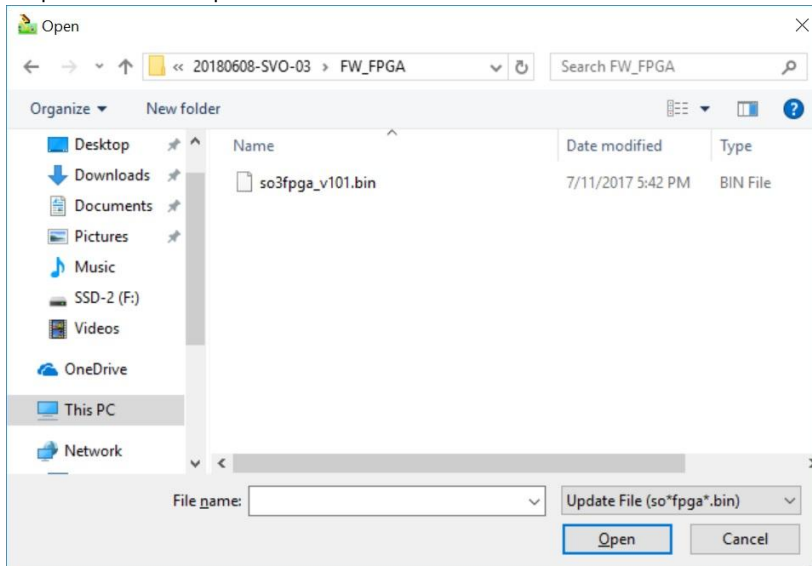 Open
« 20180608-SVO-03 > FW_FPGA
Search FW_FPGA
Organize
New folder
Name
Date modified
Type
Desktop
Downloads
Documents
Pictures
Music
SSD-2 (F:)
Videos
OneDrive
This PC
Network
so3fpga_v101.bin
7/11/2017 5:42 PM
BIN File
File name:
Update File (so*fpga*.bin)
Open
Cancel